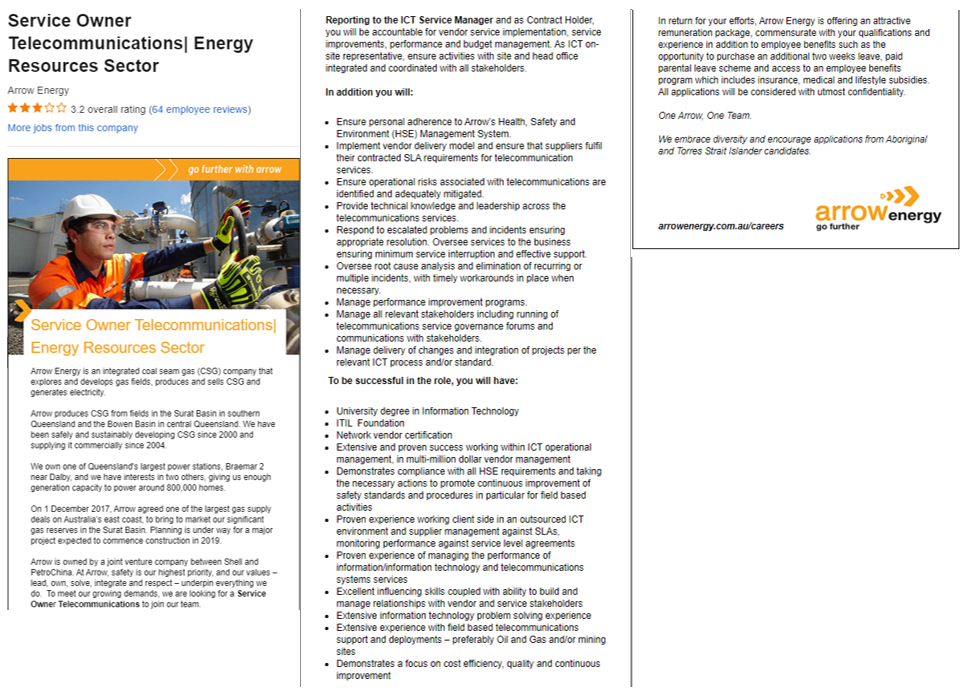 Service Owner
Telecommunications| Energy
Resources Sector
Arrow Energy
3.2 overall rating (64 employee reviews)
More jobs from this company
go further with arrow
Service Owner Telecommunications|
Energy Resources Sector
Arrow Energy is an integrated coal seam gas (CSG) company that
explores and develops gas fields, produces and sells CSG and
generates electricity.
Arrow produces CSG from fields in the Surat Basin in southern
Queensland and the Bowen Basin in central Queensland. We have
been safely and sustainably developing CSG since 2000 and
supplying it commercially since 2004.
We own one of Queensland's largest power stations, Braemar 2
near Dalby, and we have interests in two others, giving us enough
generation capacity to power around 800,000 homes.
On 1 December 2017, Arrow agreed one of the largest gas supply
deals on Australia's east coast, to bring to market our significant
gas reserves in the Surat Basin. Planning is under way for a major
project expected to commence construction in 2019.
Arrow is owned by a joint venture company between Shell and
PetroChina. At Arrow, safety is our highest priority, and our values –
lead, own, solve, integrate and respect – underpin everything we
do. To meet our growing demands, we are looking for a Service
Owner Telecommunications to join our team.
Reporting to the ICT Service Manager and as Contract Holder,
you will be accountable for vendor service implementation, service
improvements, performance and budget management. As ICT on-
site representative, ensure activities with site and head office
integrated and coordinated with all stakeholders.
In addition you will:
• Ensure personal adherence to Arrow's Health, Safety and
Environment (HSE) Management System.
• Implement vendor delivery model and ensure that suppliers fulfil
their contracted SLA requirements for telecommunication
services.
• Ensure operational risks associated with telecommunications are
identified and adequately mitigated.
• Provide technical knowledge and leadership across the
telecommunications services.
• Respond to escalated problems and incidents ensuring
appropriate resolution. Oversee services to the business
ensuring minimum service interruption and effective support.
• Oversee root cause analysis and elimination of recurring or
multiple incidents, with timely workarounds in place when
necessary.
• Manage performance improvement programs.
• Manage all relevant stakeholders including running of
telecommunications service governance forums and
communications with stakeholders.
• Manage delivery of changes and integration of projects per the
relevant ICT process and/or standard.
To be successful in the role, you will have:
• University degree in Information Technology
• ITIL Foundation
• Network vendor certification
• Extensive and proven success working within ICT operational
management, in multi-million dollar vendor management
• Demonstrates compliance with all HSE requirements and taking
the necessary actions to promote continuous improvement of
safety standards and procedures in particular for field based
activities
• Proven experience working client side in an outsourced ICT
environment and supplier management against SLAs,
monitoring performance against service level agreements
• Proven experience of managing the performance of
information/information technology and telecommunications
systems services
• Excellent influencing skills coupled with ability to build and
manage relationships with vendor and service stakeholders
• Extensive information technology problem solving experience
• Extensive experience with field based telecommunications
support and deployments – preferably Oil and Gas and/or mining
sites
• Demonstrates a focus on cost efficiency, quality and continuous
improvement
In return for your efforts, Arrow Energy is offering an attractive
remuneration package, commensurate with your qualifications and
experience in addition to employee benefits such as the
opportunity to purchase an additional two weeks leave, paid
parental leave scheme and access to an employee benefits
program which includes insurance, medical and lifestyle subsidies.
All applications will be considered with utmost confidentiality.
One Arrow, One Team.
We embrace diversity and encourage applications from Aboriginal
and Torres Strait Islander candidates.
arrowenergy.com.au/careers
arrowenergy
go further